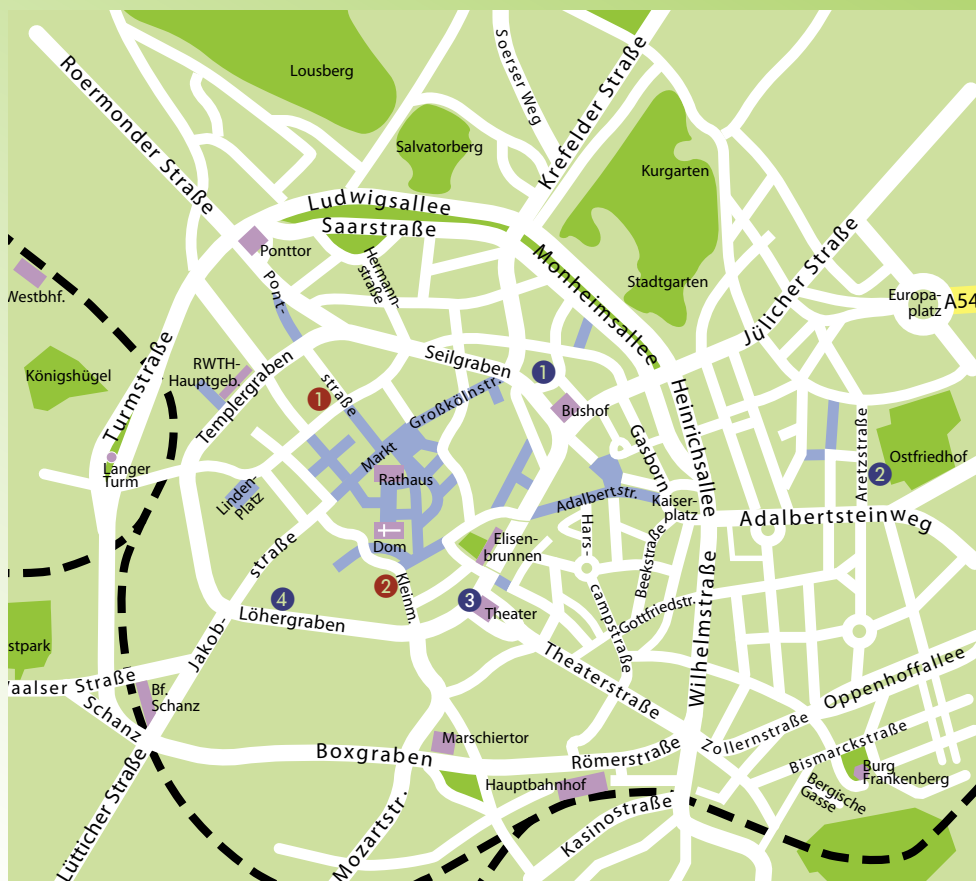 Lousberg
Soerser Weg
Roermonder Straße
Salvatorberg
Krefelder Straße
Kurgarten
Ludwigsallee
Saarstraße
Ponttor
Hermann-
straße
Monheimsallee
Stadtgarten
Jülicher Straße
Europa-
platz
A54
Westbhf.
Pont-
straße
Königshügel
RWTH-
Hauptgeb.
Templergraben
Turmstraße
Seilgraben
Großkölnstr.
1
1
Bushof
Heinrichsallee
Gasborn
Markt
Rathaus
Langer
Turm
Linden-
Platz
Aretzstraße
Ostfriedhof
2
Adalbertstr.
Kaiser-
platz
Adalbertsteinweg
Dom
Elisen-
brunnen
Hars-
campstraße
Beekstraße
Gottfriedstr.
Wilhelmstraße
2
Kleinm.
3
Theater
4
Löhergraben
Jakob-
straße
stpark
Vaalser Straße
Bf.
Schanz
Schanz
Theaterstraße
Oppenhoffallee
Zollernstraße
Bismarckstraße
Marschiertor
Boxgraben
Römerstraße
Hauptbahnhof
Burg
Frankenberg
Bergische
Gasse
Kasinostraße
Mozartstr.
Lütticher Straße